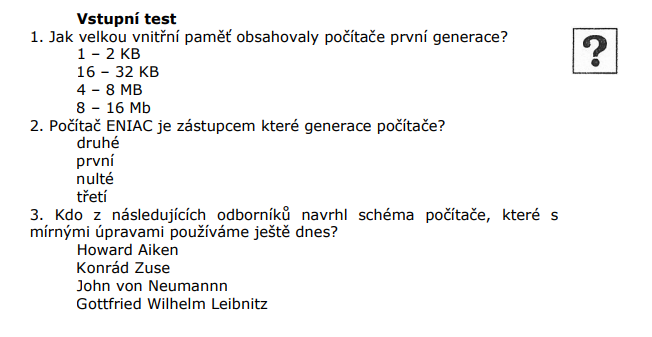 Vstupní test
1. Jak velkou vnitřní paměť obsahovaly počítače první generace?
1 – 2 KB
16 – 32 KB
4 – 8 MB
8 – 16 Mb
2. Počítač ENIAC je zástupcem které generace počítače?
druhé
první
nulté
třetí
3. Kdo z následujících odborníků navrhl schéma počítače, které s
mírnými úpravami používáme ještě dnes?
Howard Aiken
Konrád Zuse
John von Neumannn
Gottfried Wilhelm Leibnitz
?